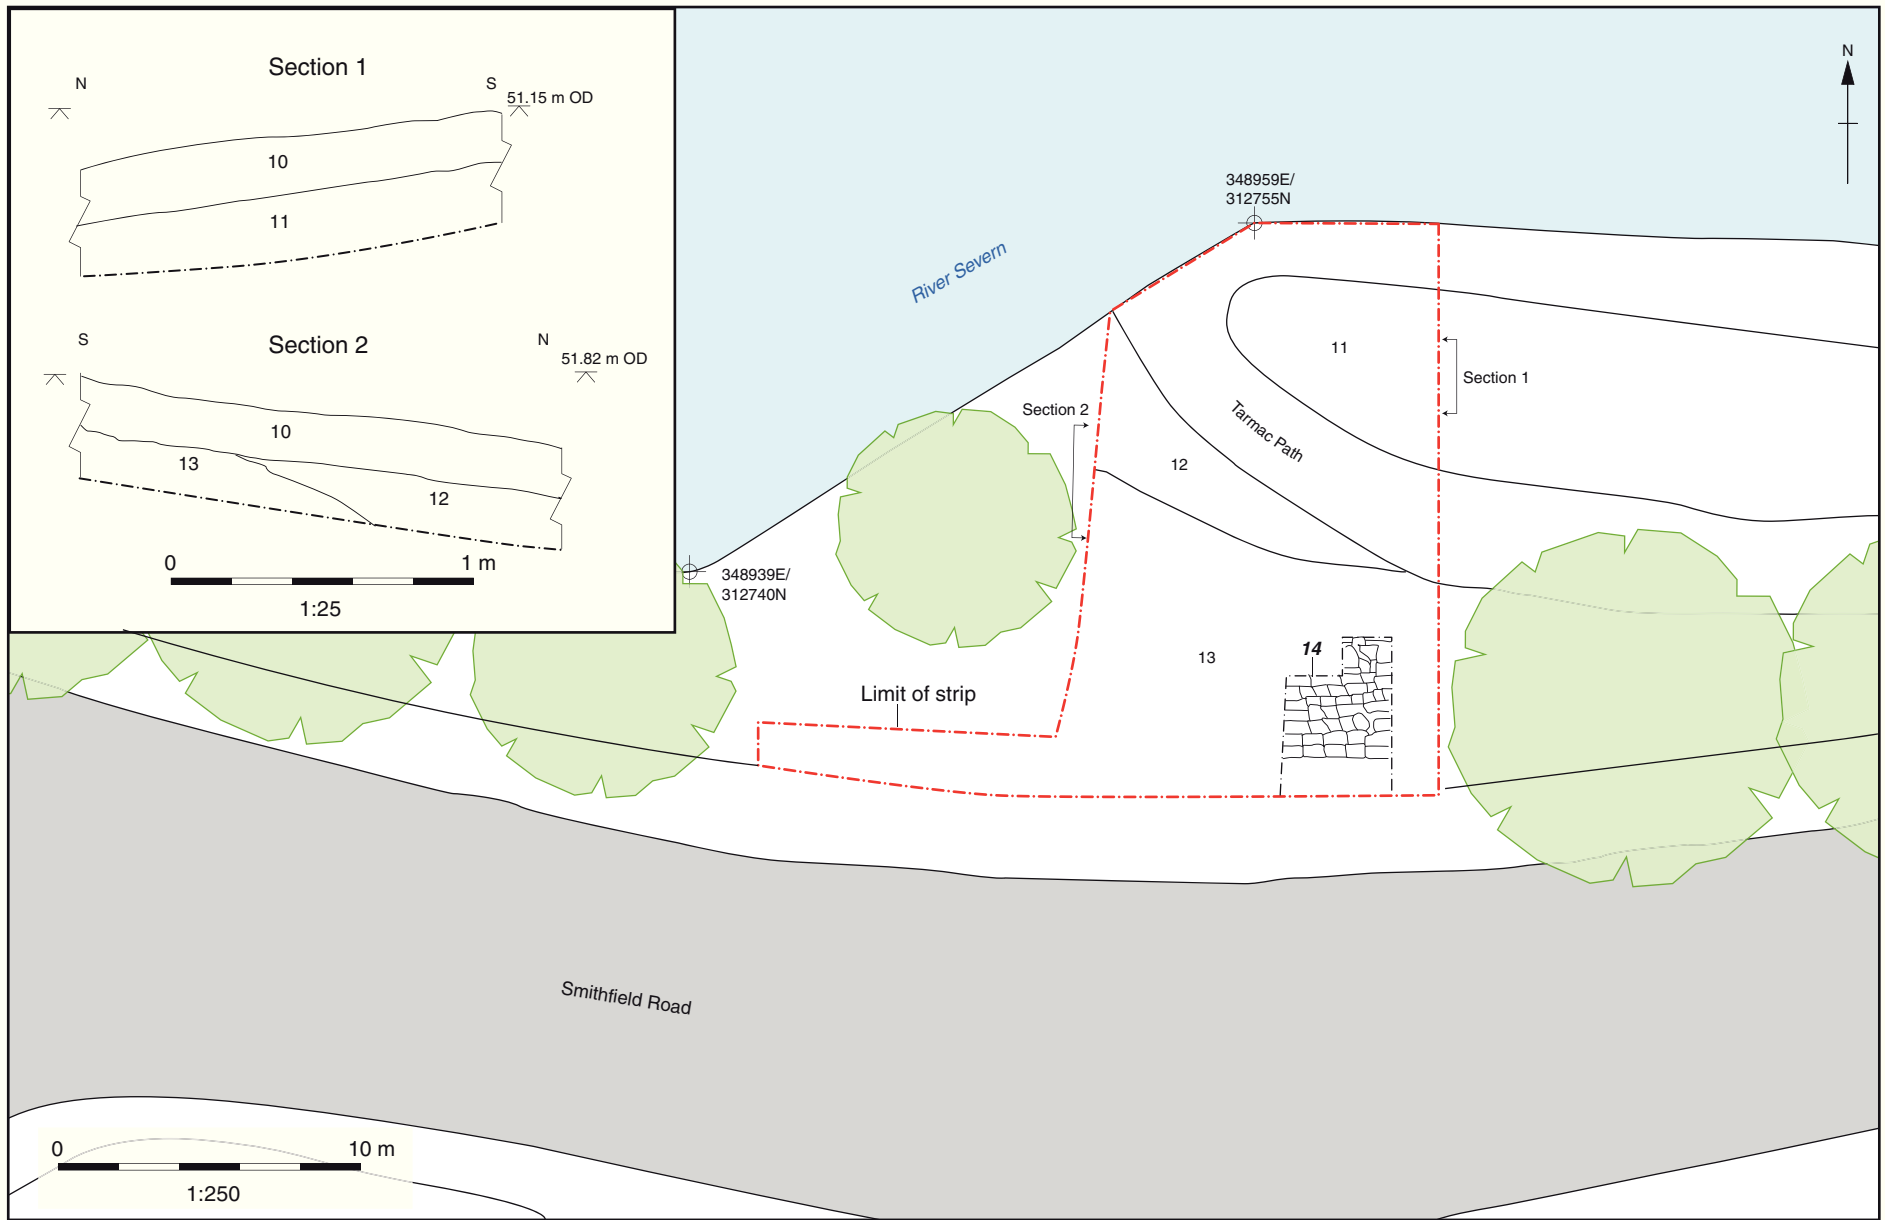 Section 1
N
S
51.15 m OD
10
11
Section 2
S
N
51.82 m OD
10
13
12
0
1 m
1:25
N
348959E/
312755N
River Severn
11
Section 1
Section 2
Tarmac Path
12
348939E/
312740N
13
14
Limit of strip
Smithfield Road
0
10 m
1:250